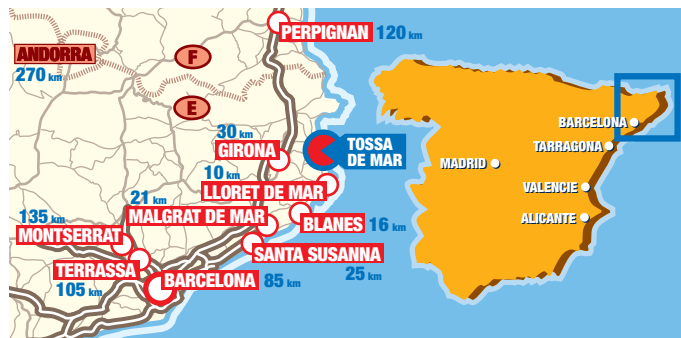 PERPIGNAN 120 km
ANDORRA
270 km
F
E
30 km
GIRONA
TOSSA
DE MAR
10 km
LLORET DE MAR
21 km
MALGRAT DE MAR
BLANES 16 km
135 km
MONTSERRAT
SANTA SUSANNA
25 km
TERRASSA
105 km
BARCELONA 85 km
BARCELONA
TARRAGONA
MADRID
VALENCIE
ALICANTE